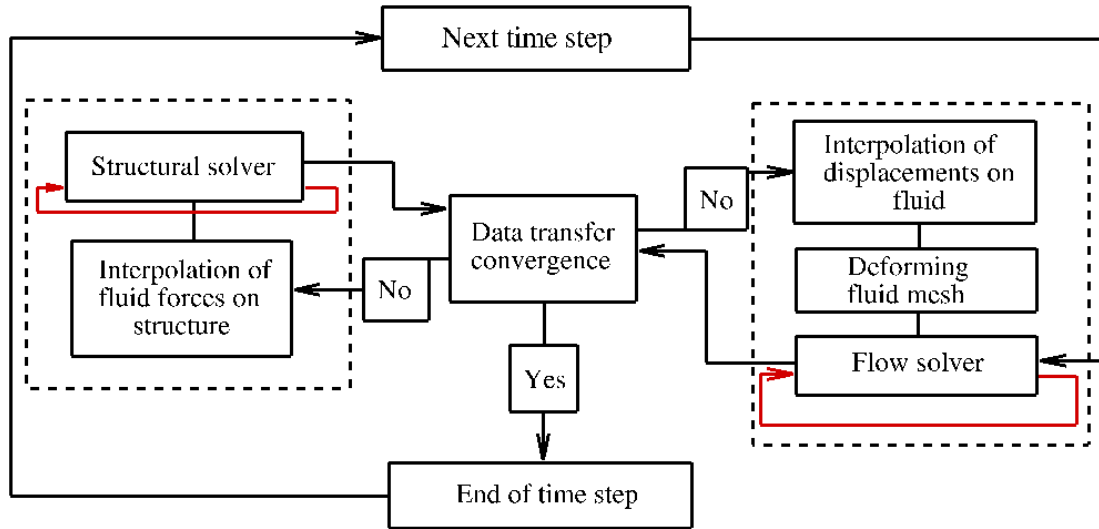 Next time step
Structural solver
Interpolation of
fluid forces on
structure
No
Data transfer
convergence
Yes
End of time step
No
Interpolation of
displacements on
fluid
Deforming
fluid mesh
Flow solver